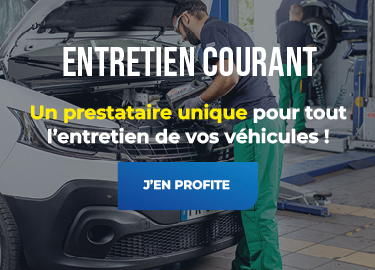 ENTRETIEN COURANT
Un prestataire unique pour tout
l’entretien de vos véhicules !
J’EN PROFITE